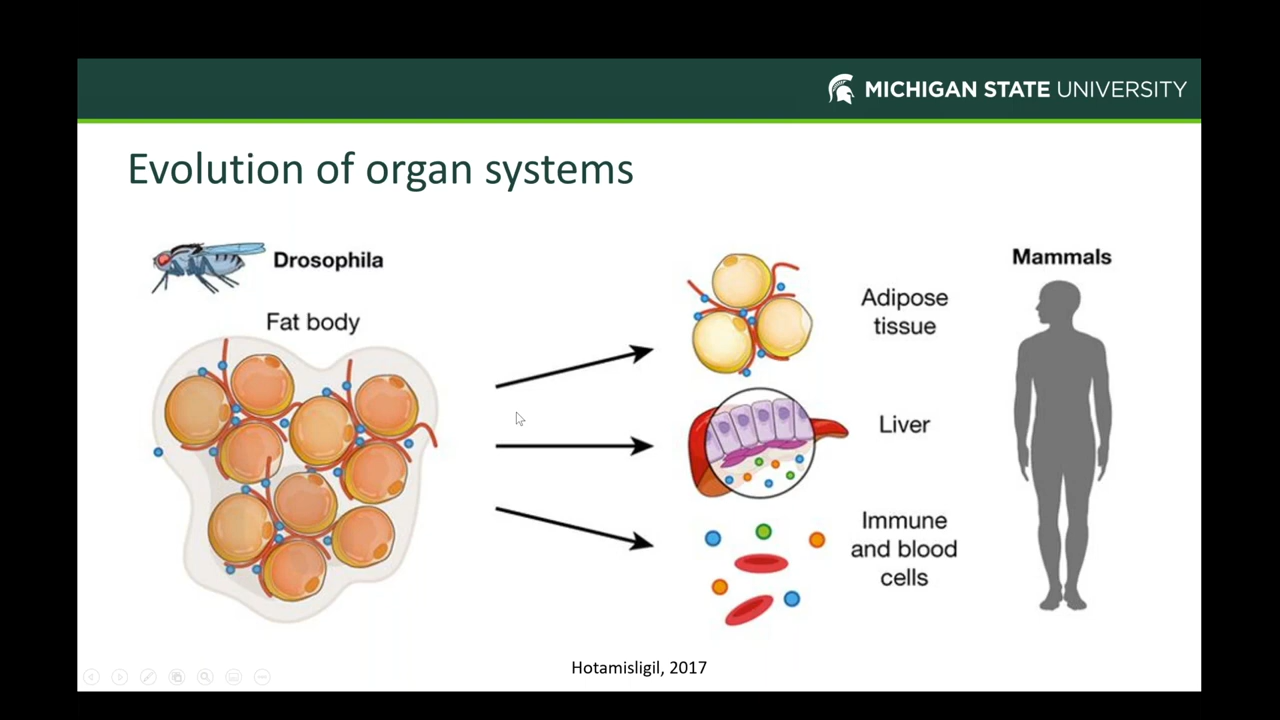 MICHIGAN STATE UNIVERSITY
Evolution of organ systems
Drosophila
Fat body
Mammals
Adipose
tissue
Liver
Immune
and blood
cells
Hotamisligil, 2017